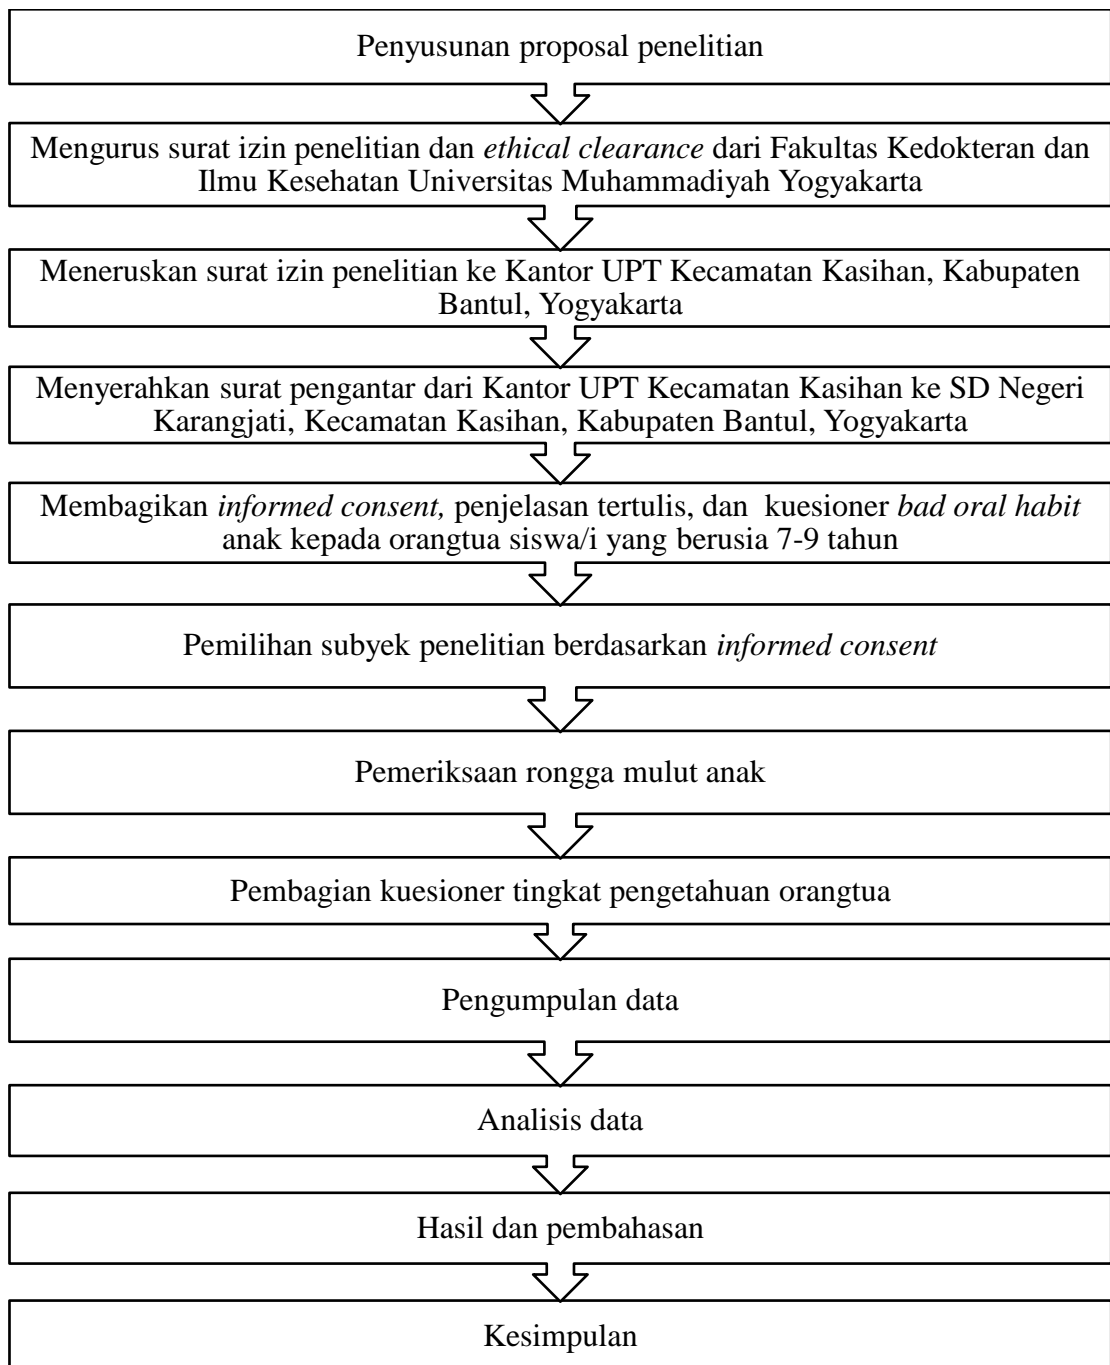 Penyusunan proposal penelitian
Mengurus surat izin penelitian dan ethical clearance dari Fakultas Kedokteran dan
Ilmu Kesehatan Universitas Muhammadiyah Yogyakarta
Meneruskan surat izin penelitian ke Kantor UPT Kecamatan Kasihan, Kabupaten
Bantul, Yogyakarta
Menyerahkan surat pengantar dari Kantor UPT Kecamatan Kasihan ke SD Negeri
Karangjati, Kecamatan Kasihan, Kabupaten Bantul, Yogyakarta
Membagikan informed consent, penjelasan tertulis, dan kuesioner bad oral habit
anak kepada orangtua siswa/i yang berusia 7-9 tahun
Pemilihan subyek penelitian berdasarkan informed consent
Pemeriksaan rongga mulut anak
Pembagian kuesioner tingkat pengetahuan orangtua
Pengumpulan data
Analisis data
Hasil dan pembahasan
Kesimpulan